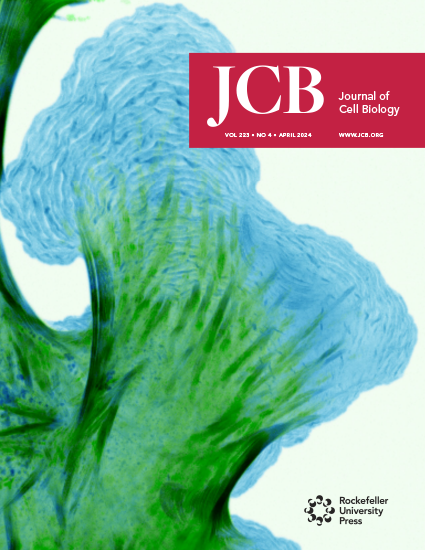 JCB
Journal of
Cell Biology
VOL 223 • NO 4 • APRIL 2024
WWW.JCB.ORG
Rockefeller
University
Press